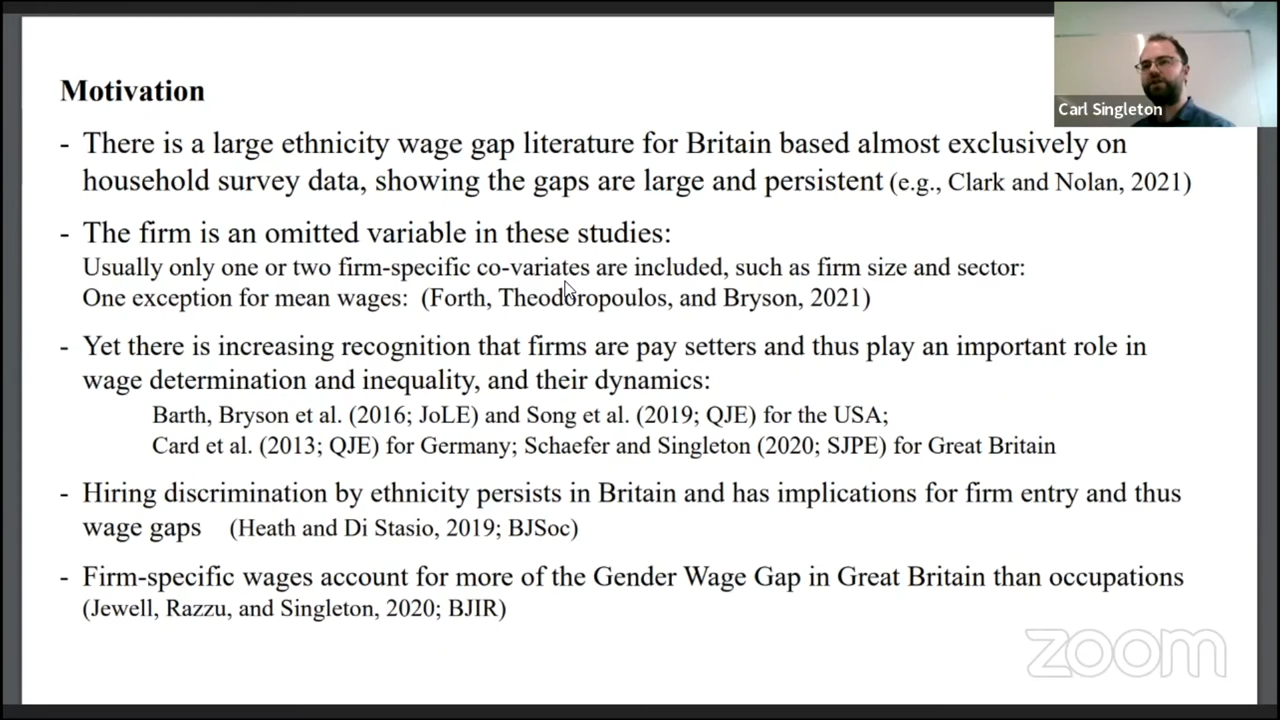 Motivation
- There is a large ethnicity wage gap literature for Britain based almost exclusively on
household survey data, showing the gaps are large and persistent (e.g., Clark and Nolan, 2021)
- The firm is an omitted variable in these studies:
Usually only one or two firm-specific co-variates are included, such as firm size and sector:
One exception for mean wages: (Forth, Theodoropoulos, and Bryson, 2021)
- Yet there is increasing recognition that firms are pay setters and thus play an important role in
wage determination and inequality, and their dynamics:
Barth, Bryson et al. (2016; JoLE) and Song et al. (2019; QJE) for the USA;
Card et al. (2013; QJE) for Germany; Schaefer and Singleton (2020; SJPE) for Great Britain
- Hiring discrimination by ethnicity persists in Britain and has implications for firm entry and thus
wage gaps (Heath and Di Stasio, 2019; BJSoc)
- Firm-specific wages account for more of the Gender Wage Gap in Great Britain than occupations
(Jewell, Razzu, and Singleton, 2020; BJIR)
Carl Singleton
zoom